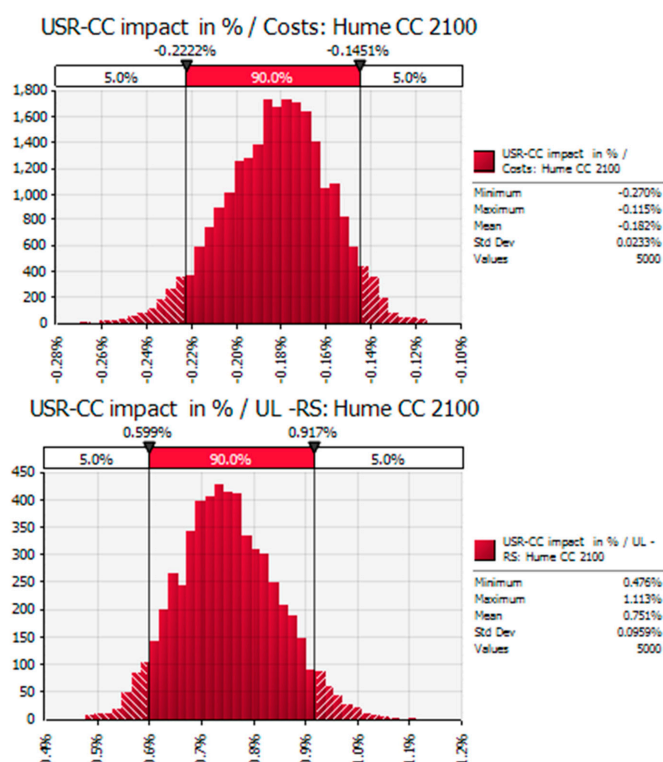 USR-CC impact in % / Costs: Hume CC 2100
-0.2222% -0.1451%
5.0% 90.0% 5.0%
1,800
1,600
1,400
1,200
1,000
800
600
400
200
0
-0.28% -0.26% -0.24% -0.22% -0.20% -0.18% -0.16% -0.14% -0.12% -0.10%
USR-CC impact in % /
Costs: Hume CC 2100
Minimum -0.270%
Maximum -0.115%
Mean -0.182%
Std Dev 0.0233%
Values 5000
USR-CC impact in % / UL -RS: Hume CC 2100
0.599% 0.917%
5.0% 90.0% 5.0%
450
400
350
300
250
200
150
100
50
0
0.4% 0.5% 0.6% 0.7% 0.8% 0.9% 1.0% 1.1% 1.2%
USR-CC impact in % / UL -
RS: Hume CC 2100
Minimum 0.476%
Maximum 1.113%
Mean 0.751%
Std Dev 0.0959%
Values 5000